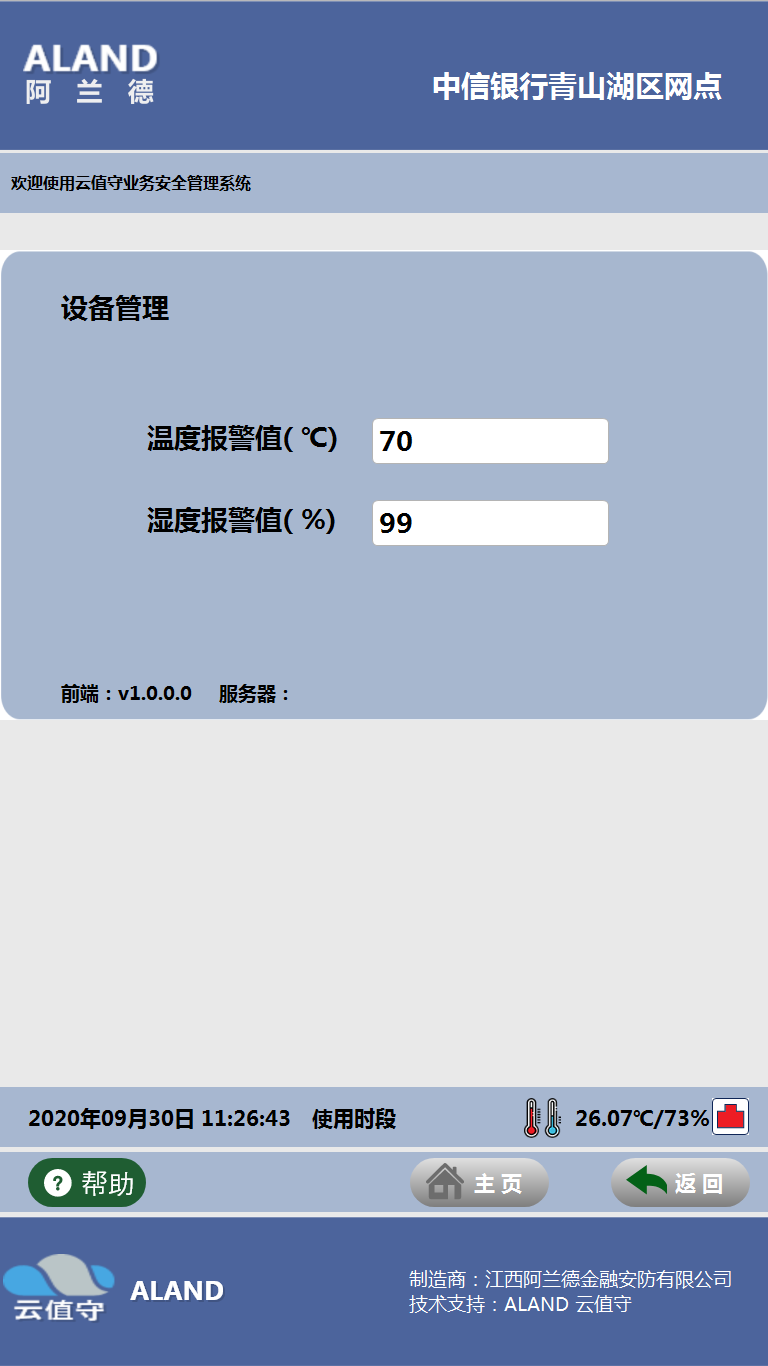 ALAND
阿兰德
中信银行青山湖区网点
欢迎使用云值守业务安全管理系统
设备管理
温度报警值( ℃) 70
湿度报警值( %) 99
前端：v1.0.0.0 服务器：
2020年09月30日 11:26:43 使用时段 26.07℃/73%
? 帮助 主 页 返 回
云值守 ALAND
制造商：江西阿兰德金融安防有限公司
技术支持：ALAND 云值守